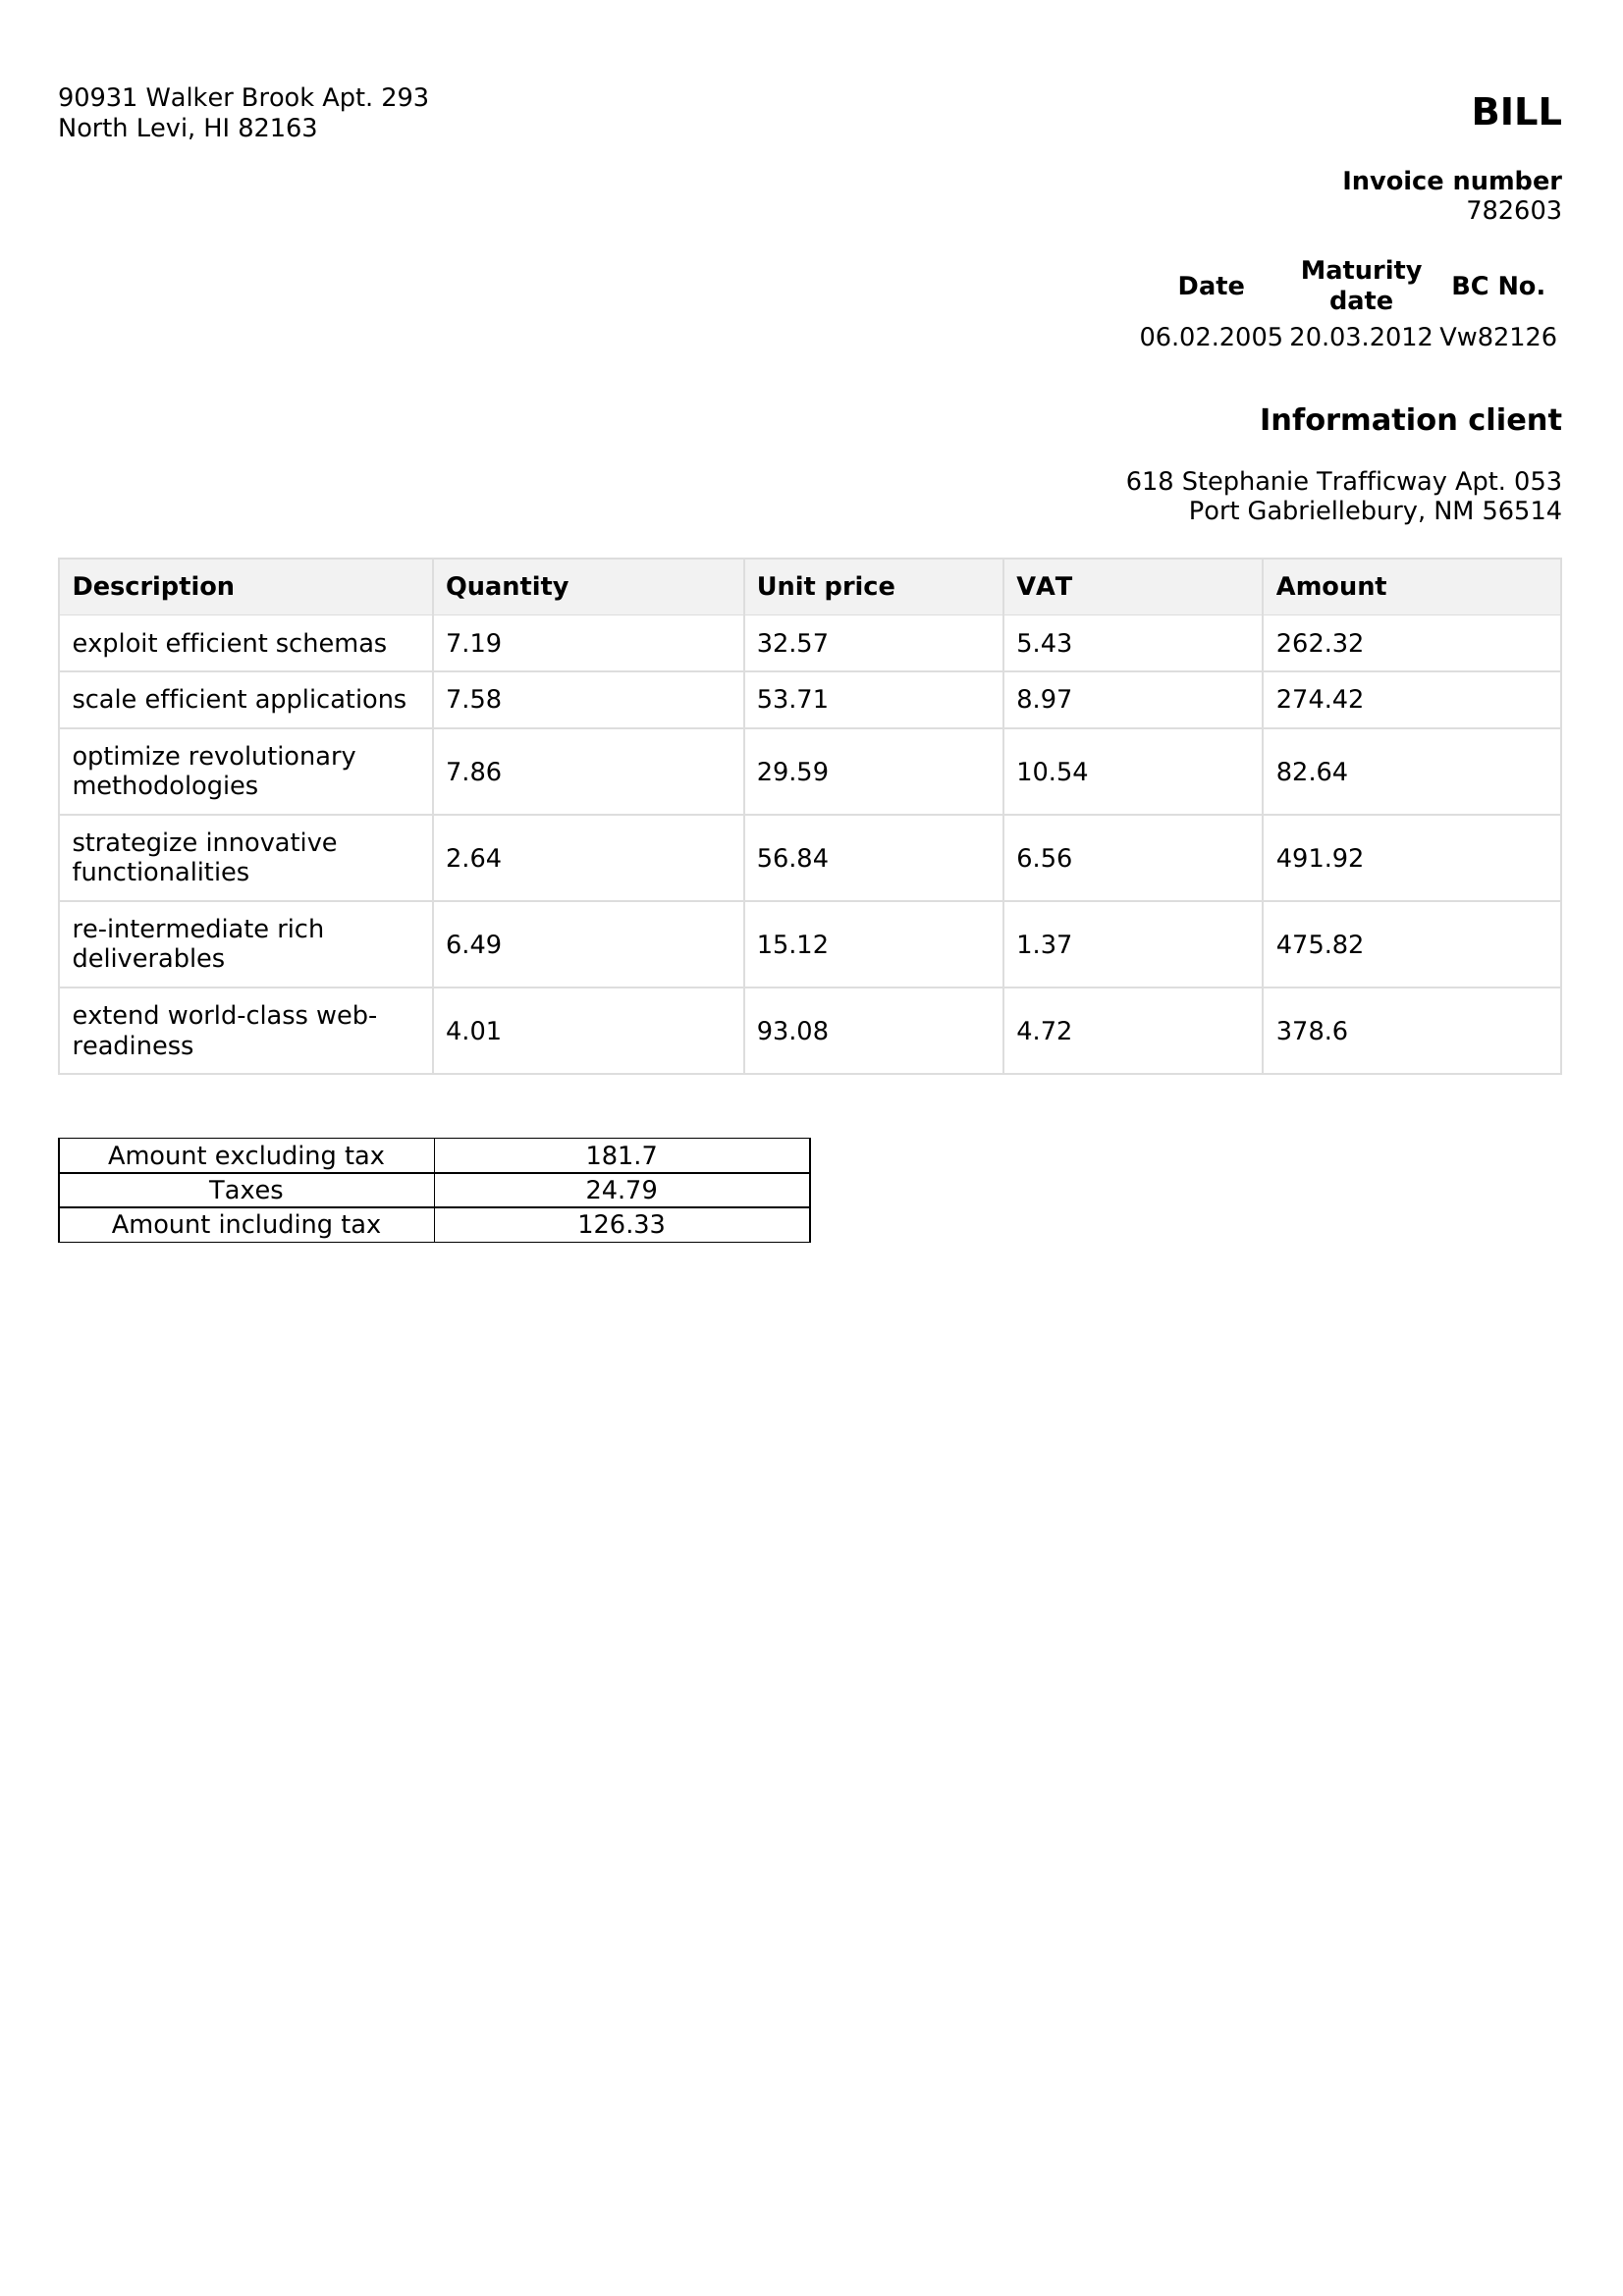 90931 Walker Brook Apt. 293
North Levi, HI 82163
BILL
Invoice number
782603
Date Maturity date BC No.
06.02.2005 20.03.2012 Vw82126
Information client
618 Stephanie Trafficway Apt. 053
Port Gabriellebury, NM 56514
Description Quantity Unit price VAT Amount
exploit efficient schemas 7.19 32.57 5.43 262.32
scale efficient applications 7.58 53.71 8.97 274.42
optimize revolutionary
methodologies 7.86 29.59 10.54 82.64
strategize innovative
functionalities 2.64 56.84 6.56 491.92
re-intermediate rich
deliverables 6.49 15.12 1.37 475.82
extend world-class web-
readiness 4.01 93.08 4.72 378.6
Amount excluding tax 181.7
Taxes 24.79
Amount including tax 126.33